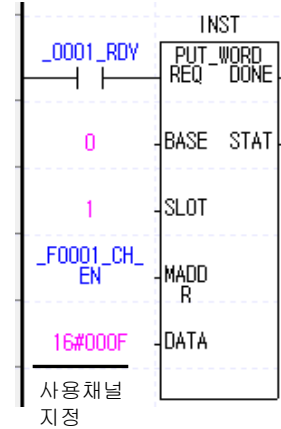 INST
_0001_RDY
PUT_WORD
REQ DONE
0
BASE STAT
1
SLOT
_F0001_CH_
EN
MADD
R
16#000F
DATA
사용채널
지정